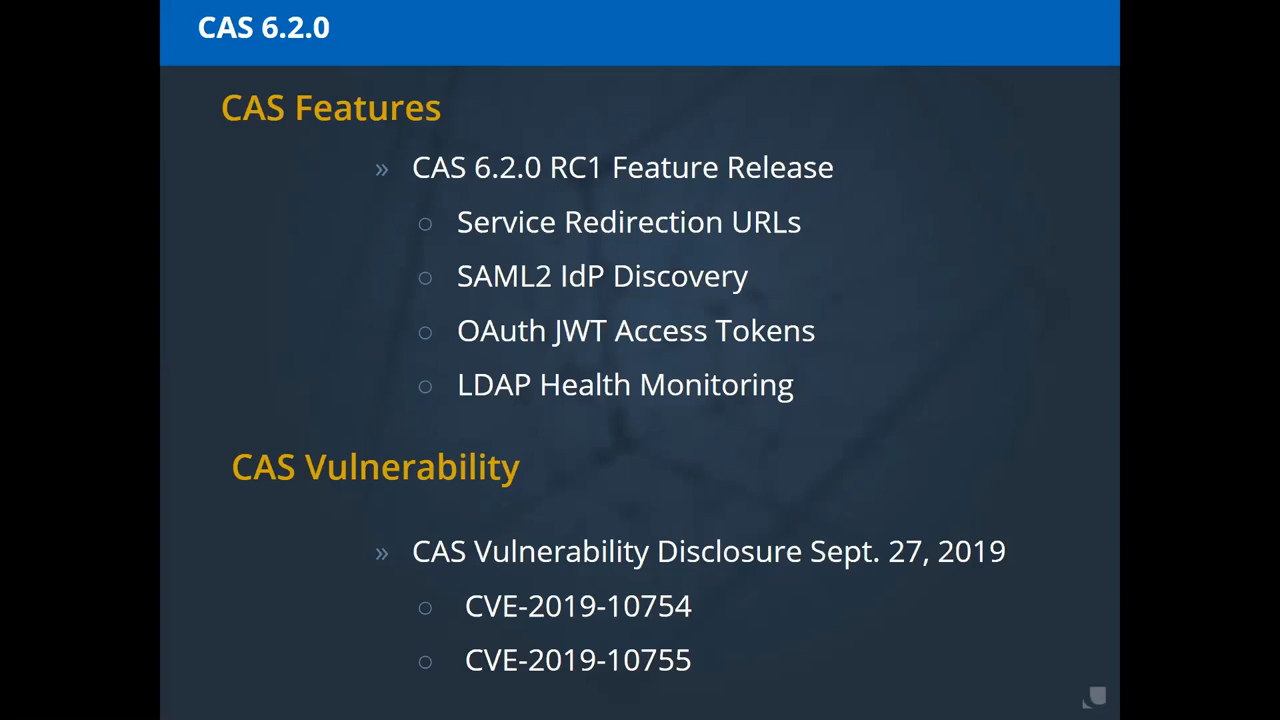 CAS 6.2.0
CAS Features
» CAS 6.2.0 RC1 Feature Release
○ Service Redirection URLs
○ SAML2 IdP Discovery
○ OAuth JWT Access Tokens
○ LDAP Health Monitoring
CAS Vulnerability
» CAS Vulnerability Disclosure Sept. 27, 2019
○ CVE-2019-10754
○ CVE-2019-10755